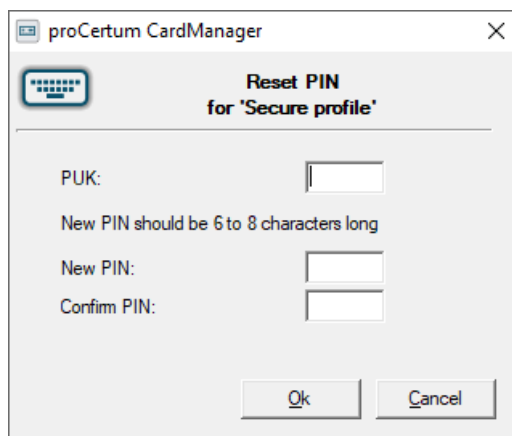 proCertum CardManager
Reset PIN
for 'Secure profile'
PUK:
New PIN should be 6 to 8 characters long
New PIN:
Confirm PIN:
Ok
Cancel